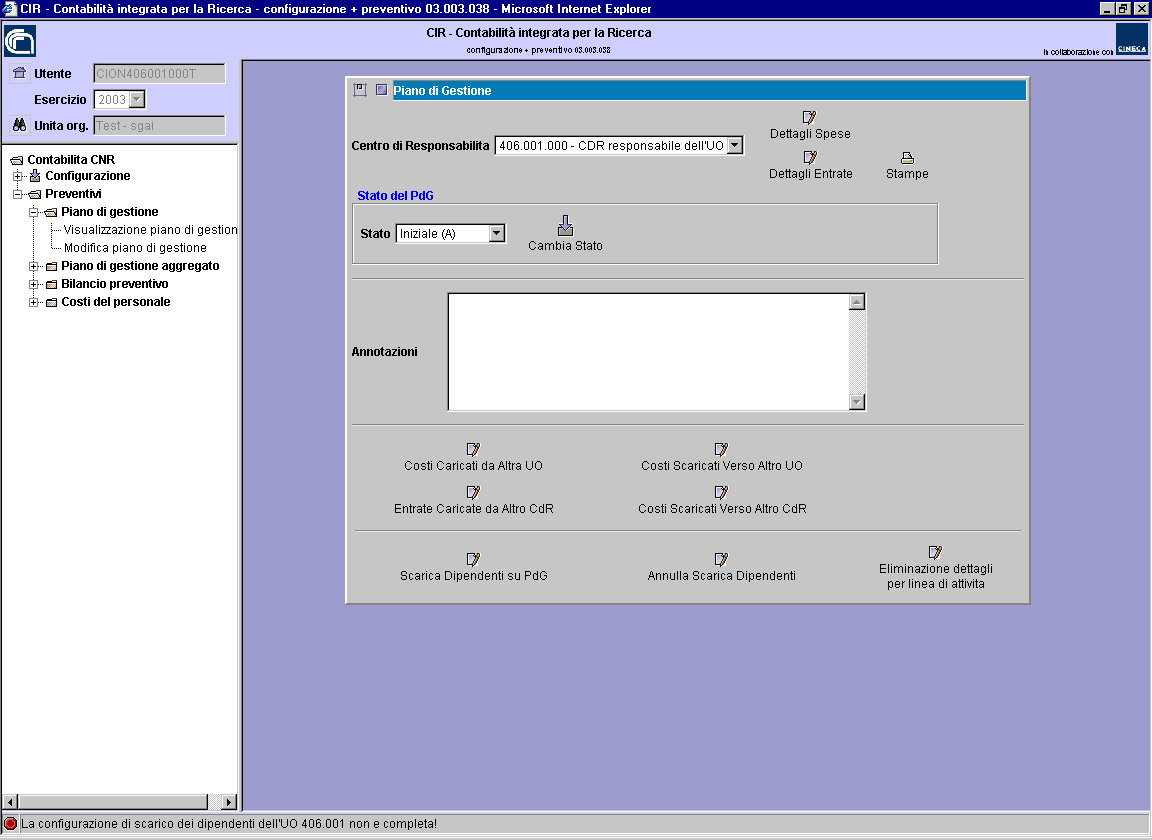 CIR - Contabilità integrata per la Ricerca - configurazione + preventivo 03.003.038 - Microsoft Internet Explorer
CIR - Contabilità integrata per la Ricerca
configurazione + preventivo 03.003.038
In collaborazione con
CINECA
Utente CION406001000T
Esercizio 2003
Unita org. Test - sgai
Contabilita CNR
Configurazione
Preventivi
Piano di gestione
Visualizzazione piano di gestion
Modifica piano di gestione
Piano di gestione aggregato
Bilancio preventivo
Costi del personale
Piano di Gestione
Centro di Responsabilita 406.001.000 - CDR responsabile dell'UO
Dettagli Spese
Dettagli Entrate
Stampe
Stato del PdG
Stato Iniziale (A)
Cambia Stato
Annotazioni
Costi Caricati da Altra UO
Costi Scaricati Verso Altro UO
Entrate Caricate da Altro CdR
Costi Scaricati Verso Altro CdR
Scarica Dipendenti su PdG
Annulla Scarica Dipendenti
Eliminazione dettagli
per linea di attivita
La configurazione di scarico dei dipendenti dell'UO 406.001 non e completa!